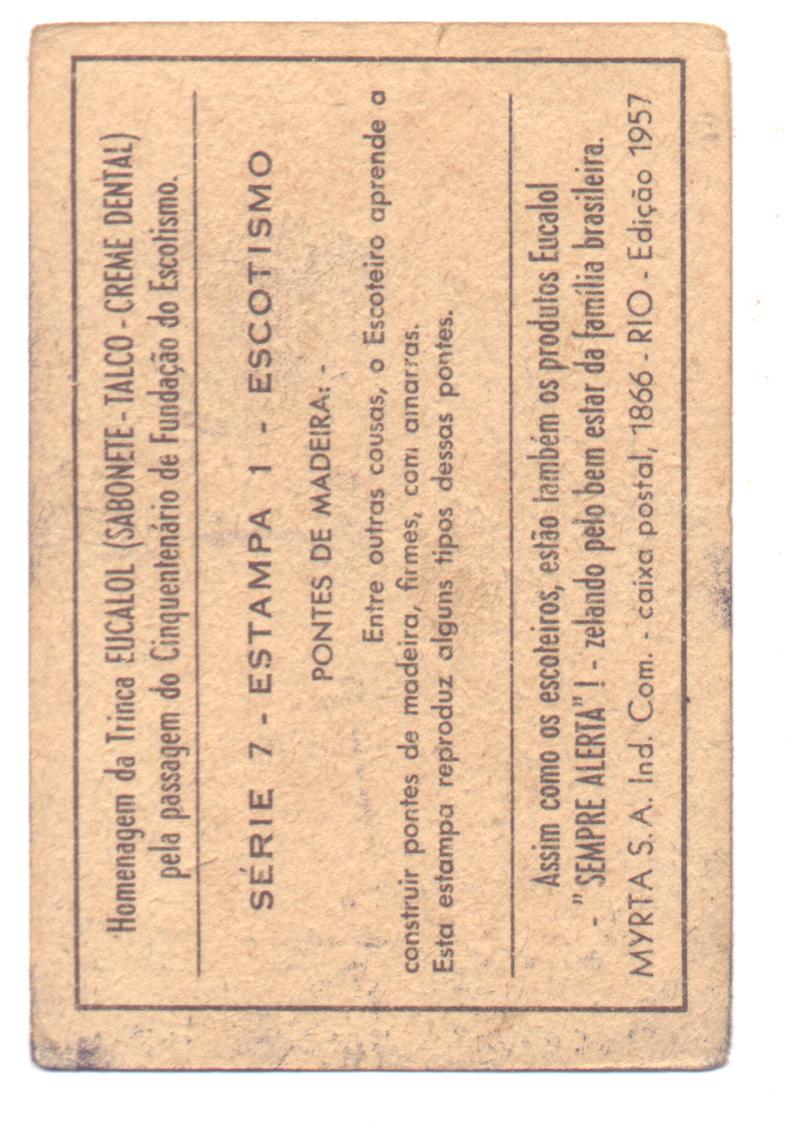 Homenagem da Trinca EUCALOL (SABONETE - TALCO - CREME DENTAL)
pela passagem do Cinquentenário de Fundação do Escotismo.
SÉRIE 7 - ESTAMPA 1 - ESCOTISMO
PONTES DE MADEIRA: -
Entre outras cousas, o Escoteiro aprende a
construir pontes de madeira, firmes, com amarras.
Esta estampa reproduz alguns tipos dessas pontes.
Assim como os escoteiros, estão também os produtos Eucalol
- "SEMPRE ALERTA" ! - zelando pelo bem estar da família brasileira.
MYRTA S. A. Ind. Com. - caixa postal, 1866 - RIO - Edição 1957